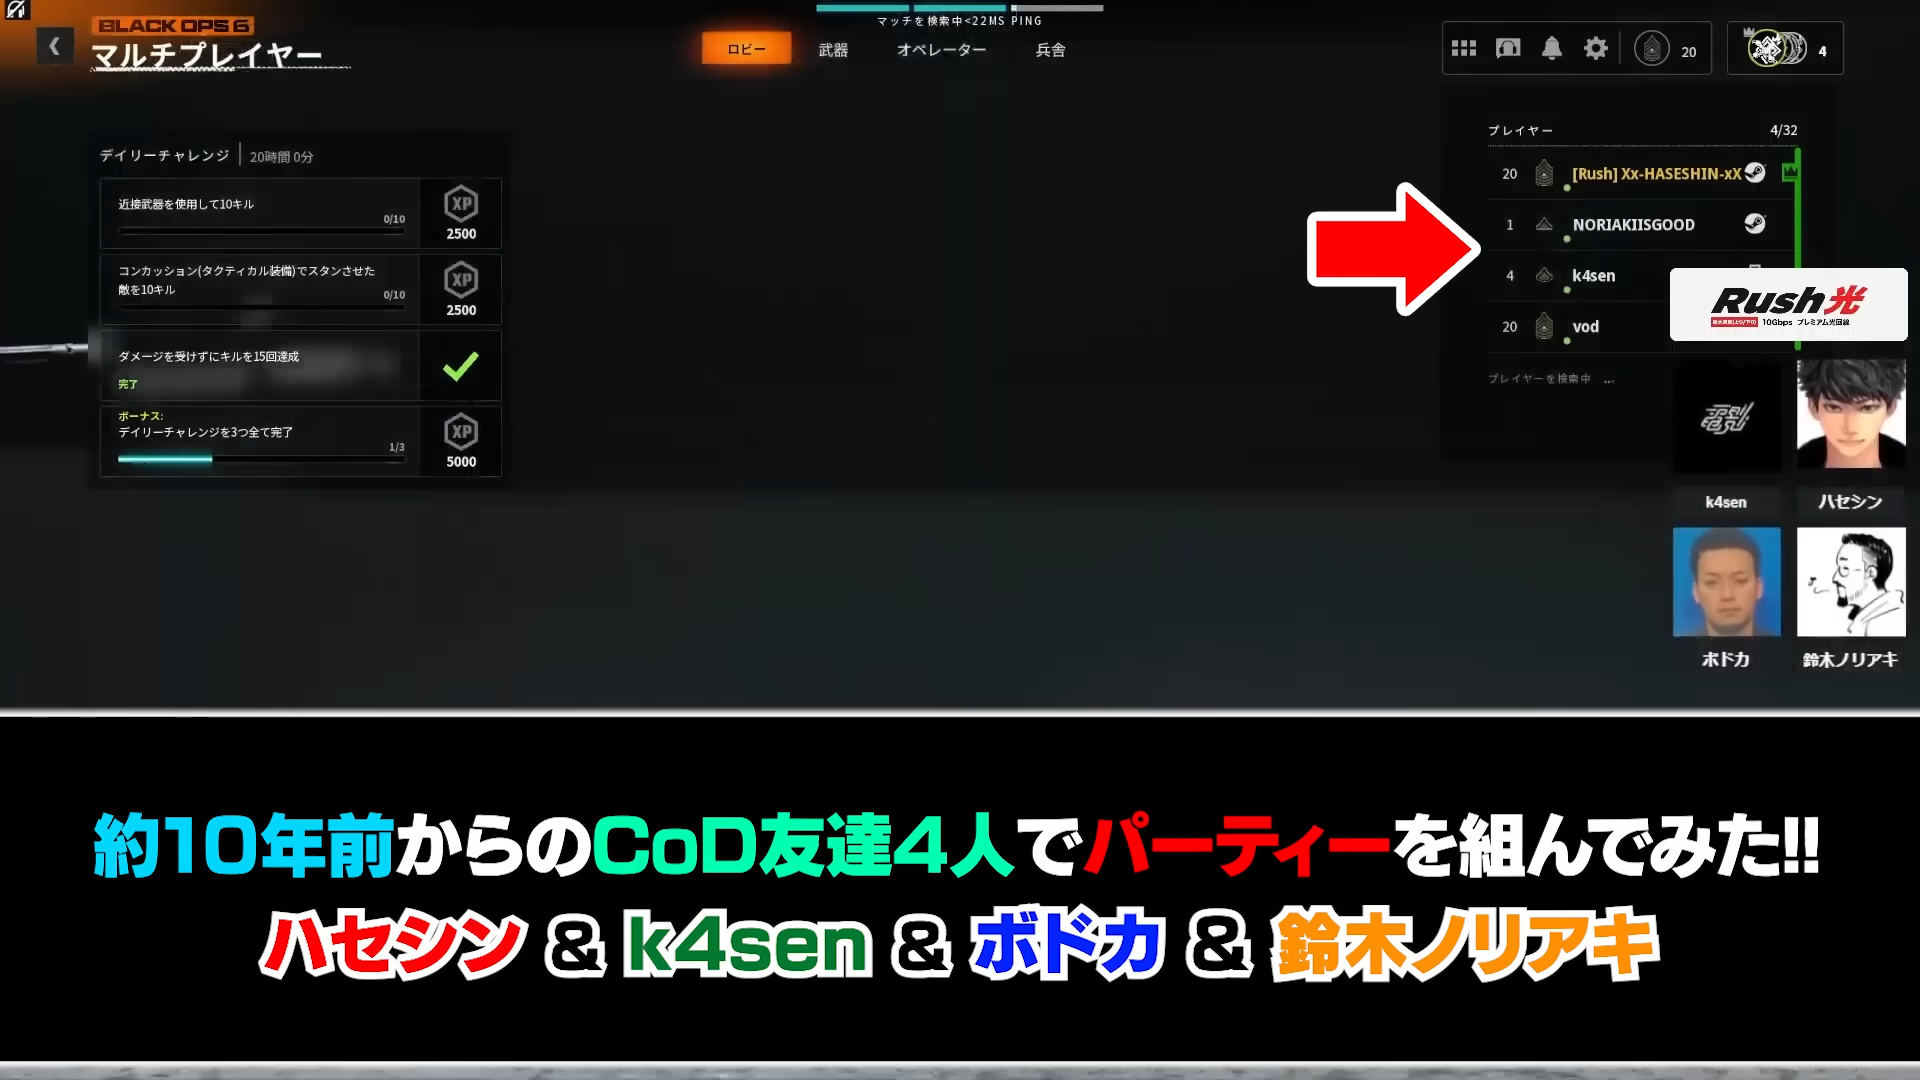 BLACK OPS 6
マルチプレイヤー
マッチを検索中<22MS PING
ロビー
武器
オペレーター
兵舎
20
4
デイリーチャレンジ
20時間 0分
近接武器を使用して10キル
0/10
XP
2500
コンカッション(タクティカル装備)でスタンさせた
敵を10キル
0/10
XP
2500
ダメージを受けずにキルを15回達成
完了
ボーナス:
デイリーチャレンジを3つ全て完了
1/3
XP
5000
プレイヤー
4/32
20 [Rush] Xx-HASESHIN-xX
1 NORIAKIISGOOD
4 k4sen
20 vod
プレイヤーを検索中 ...
Rush光
10Gbps プレミアム光回線
k4sen
ハセシン
ボドカ
鈴木ノリアキ
約10年前からのCoD友達4人でパーティーを組んでみた!!
ハセシン & k4sen & ボドカ & 鈴木ノリアキ